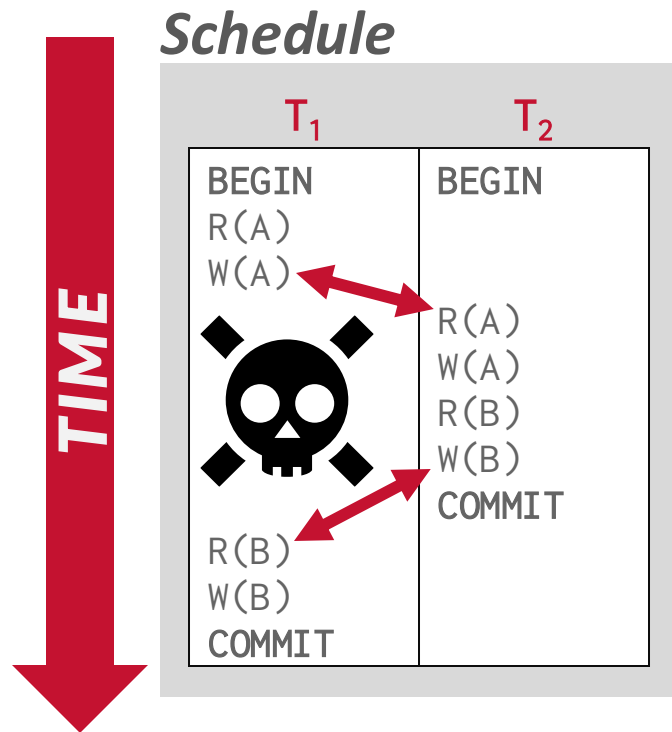 Schedule
TIME
T₁ T₂
BEGIN BEGIN
R(A)
W(A)
R(A)
W(A)
R(B)
W(B)
COMMIT
R(B)
W(B)
COMMIT